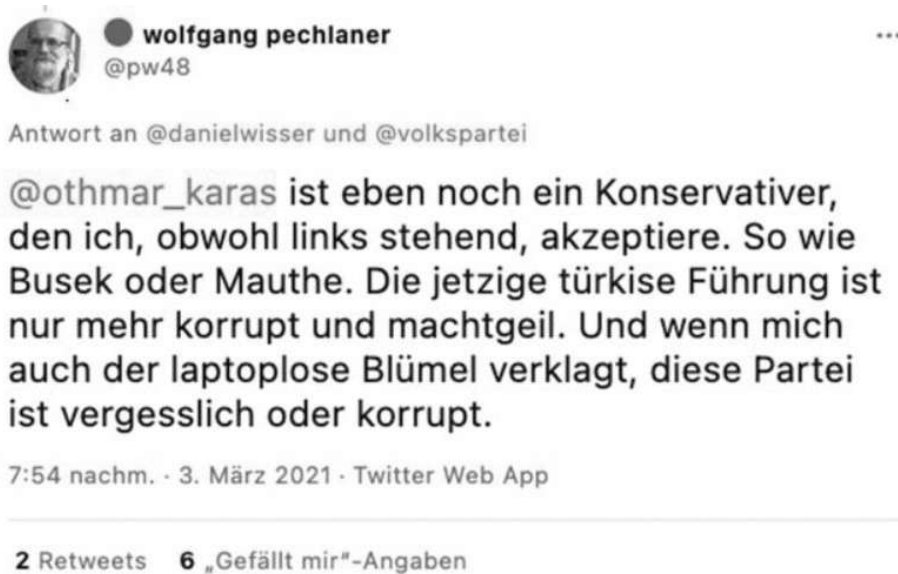 wolfgang pechlaner
@pw48
Antwort an @danielwisser und @volkspartei
@othmar_karas ist eben noch ein Konservativer,
den ich, obwohl links stehend, akzeptiere. So wie
Busek oder Mauthe. Die jetzige türkise Führung ist
nur mehr korrupt und machtgeil. Und wenn mich
auch der laptoplose Blümel verklagt, diese Partei
ist vergesslich oder korrupt.
7:54 nachm. · 3. März 2021 · Twitter Web App
2 Retweets 6 „Gefällt mir"-Angaben